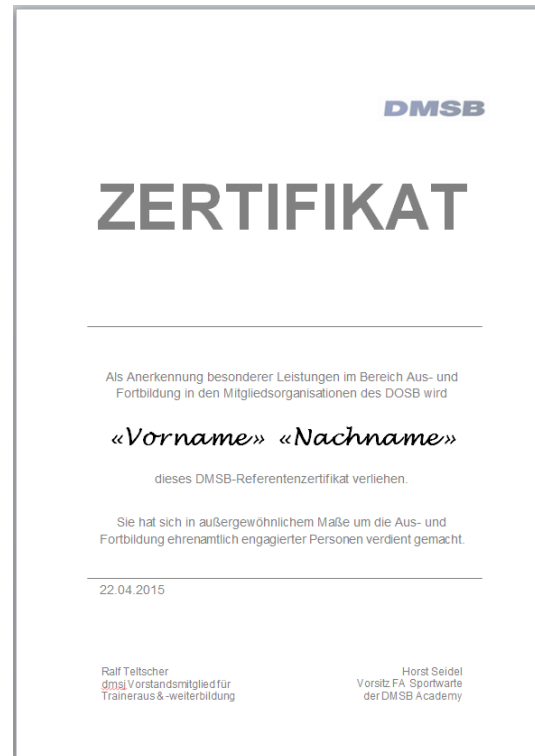 DMSB
ZERTIFIKAT
Als Anerkennung besonderer Leistungen im Bereich Aus- und
Fortbildung in den Mitgliedsorganisationen des DOSB wird
«Vorname» «Nachname»
dieses DMSB-Referentenzertifikat verliehen.
Sie hat sich in außergewöhnlichem Maße um die Aus- und
Fortbildung ehrenamtlich engagierter Personen verdient gemacht.
22.04.2015
Ralf Teltscher
dmsj Vorstandsmitglied für
Traineraus & -weiterbildung
Horst Seidel
Vorsitz FA Sportwarte
der DMSB Academy